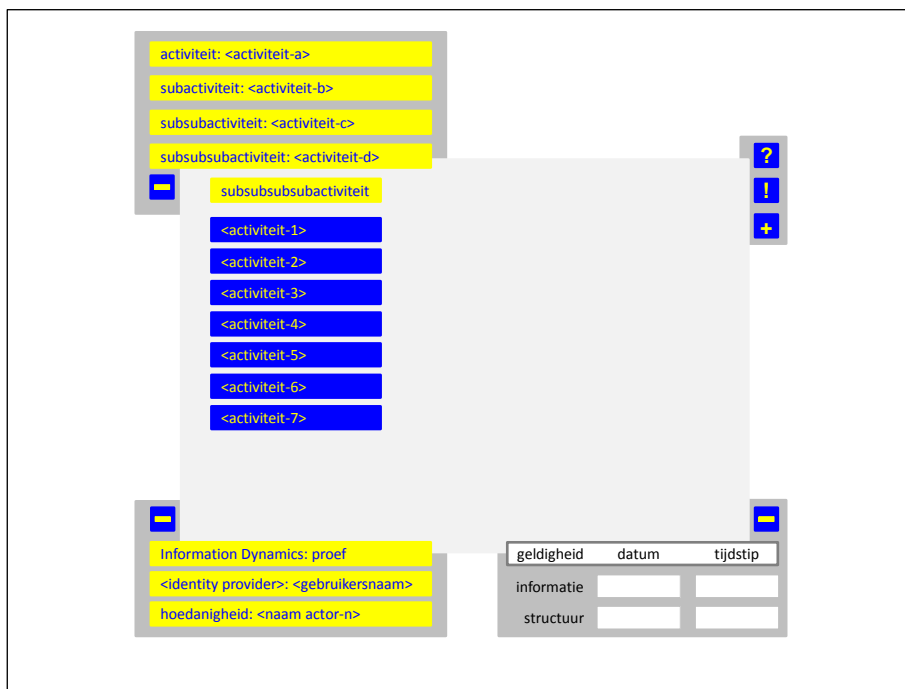 activiteit: <activiteit-a>
subactiviteit: <activiteit-b>
subsubactiviteit: <activiteit-c>
subsubsubactiviteit: <activiteit-d>
?
!
+
subsubsubsubactiviteit
<activiteit-1>
<activiteit-2>
<activiteit-3>
<activiteit-4>
<activiteit-5>
<activiteit-6>
<activiteit-7>
Information Dynamics: proef
<identity provider>: <gebruikersnaam>
hoedanigheid: <naam actor-n>
geldigheid datum tijdstip
informatie
structuur